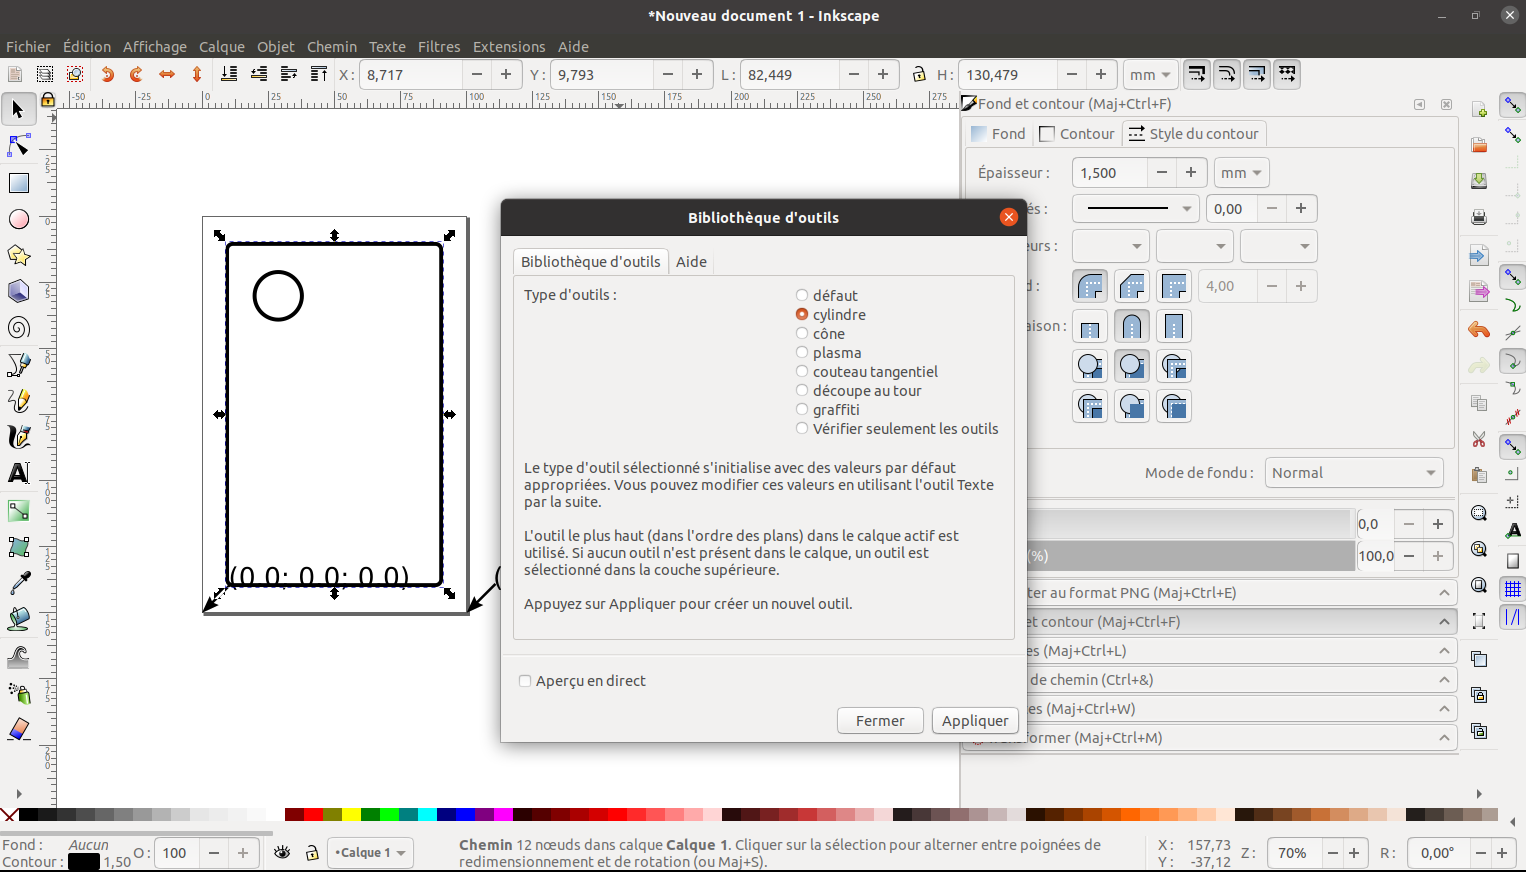 *Nouveau document 1 - Inkscape
Fichier Édition Affichage Calque Objet Chemin Texte Filtres Extensions Aide
X : 8,717 Y : 9,793 L : 82,449 H : 130,479 mm
-50 -25 0 25 50 75 100 125 150 175 200 225 250 275
Fond et contour (Maj+Ctrl+F)
Fond Contour Style du contour
Épaisseur : 1,500 mm
és : 0,00
eurs :
d : 4,00
aison :
Mode de fondu : Normal
0,0
(%) 100,0
ter au format PNG (Maj+Ctrl+E)
et contour (Maj+Ctrl+F)
es (Maj+Ctrl+L)
de chemin (Ctrl+&)
es (Maj+Ctrl+W)
former (Maj+Ctrl+M)
Bibliothèque d'outils
Bibliothèque d'outils Aide
Type d'outils :
défaut
cylindre
cône
plasma
couteau tangentiel
découpe au tour
graffiti
Vérifier seulement les outils
Le type d'outil sélectionné s'initialise avec des valeurs par défaut
appropriées. Vous pouvez modifier ces valeurs en utilisant l'outil Texte
par la suite.
L'outil le plus haut (dans l'ordre des plans) dans le calque actif est
utilisé. Si aucun outil n'est présent dans le calque, un outil est
sélectionné dans la couche supérieure.
Appuyez sur Appliquer pour créer un nouvel outil.
Aperçu en direct
Fermer Appliquer
(0,0; 0,0; 0,0)
(
Fond : Aucun
Contour : 1,50
O : 100
•Calque 1
Chemin 12 nœuds dans calque Calque 1. Cliquer sur la sélection pour alterner entre poignées de
redimensionnement et de rotation (ou Maj+S).
X : 157,73
Y : -37,12
Z : 70%
R : 0,00°